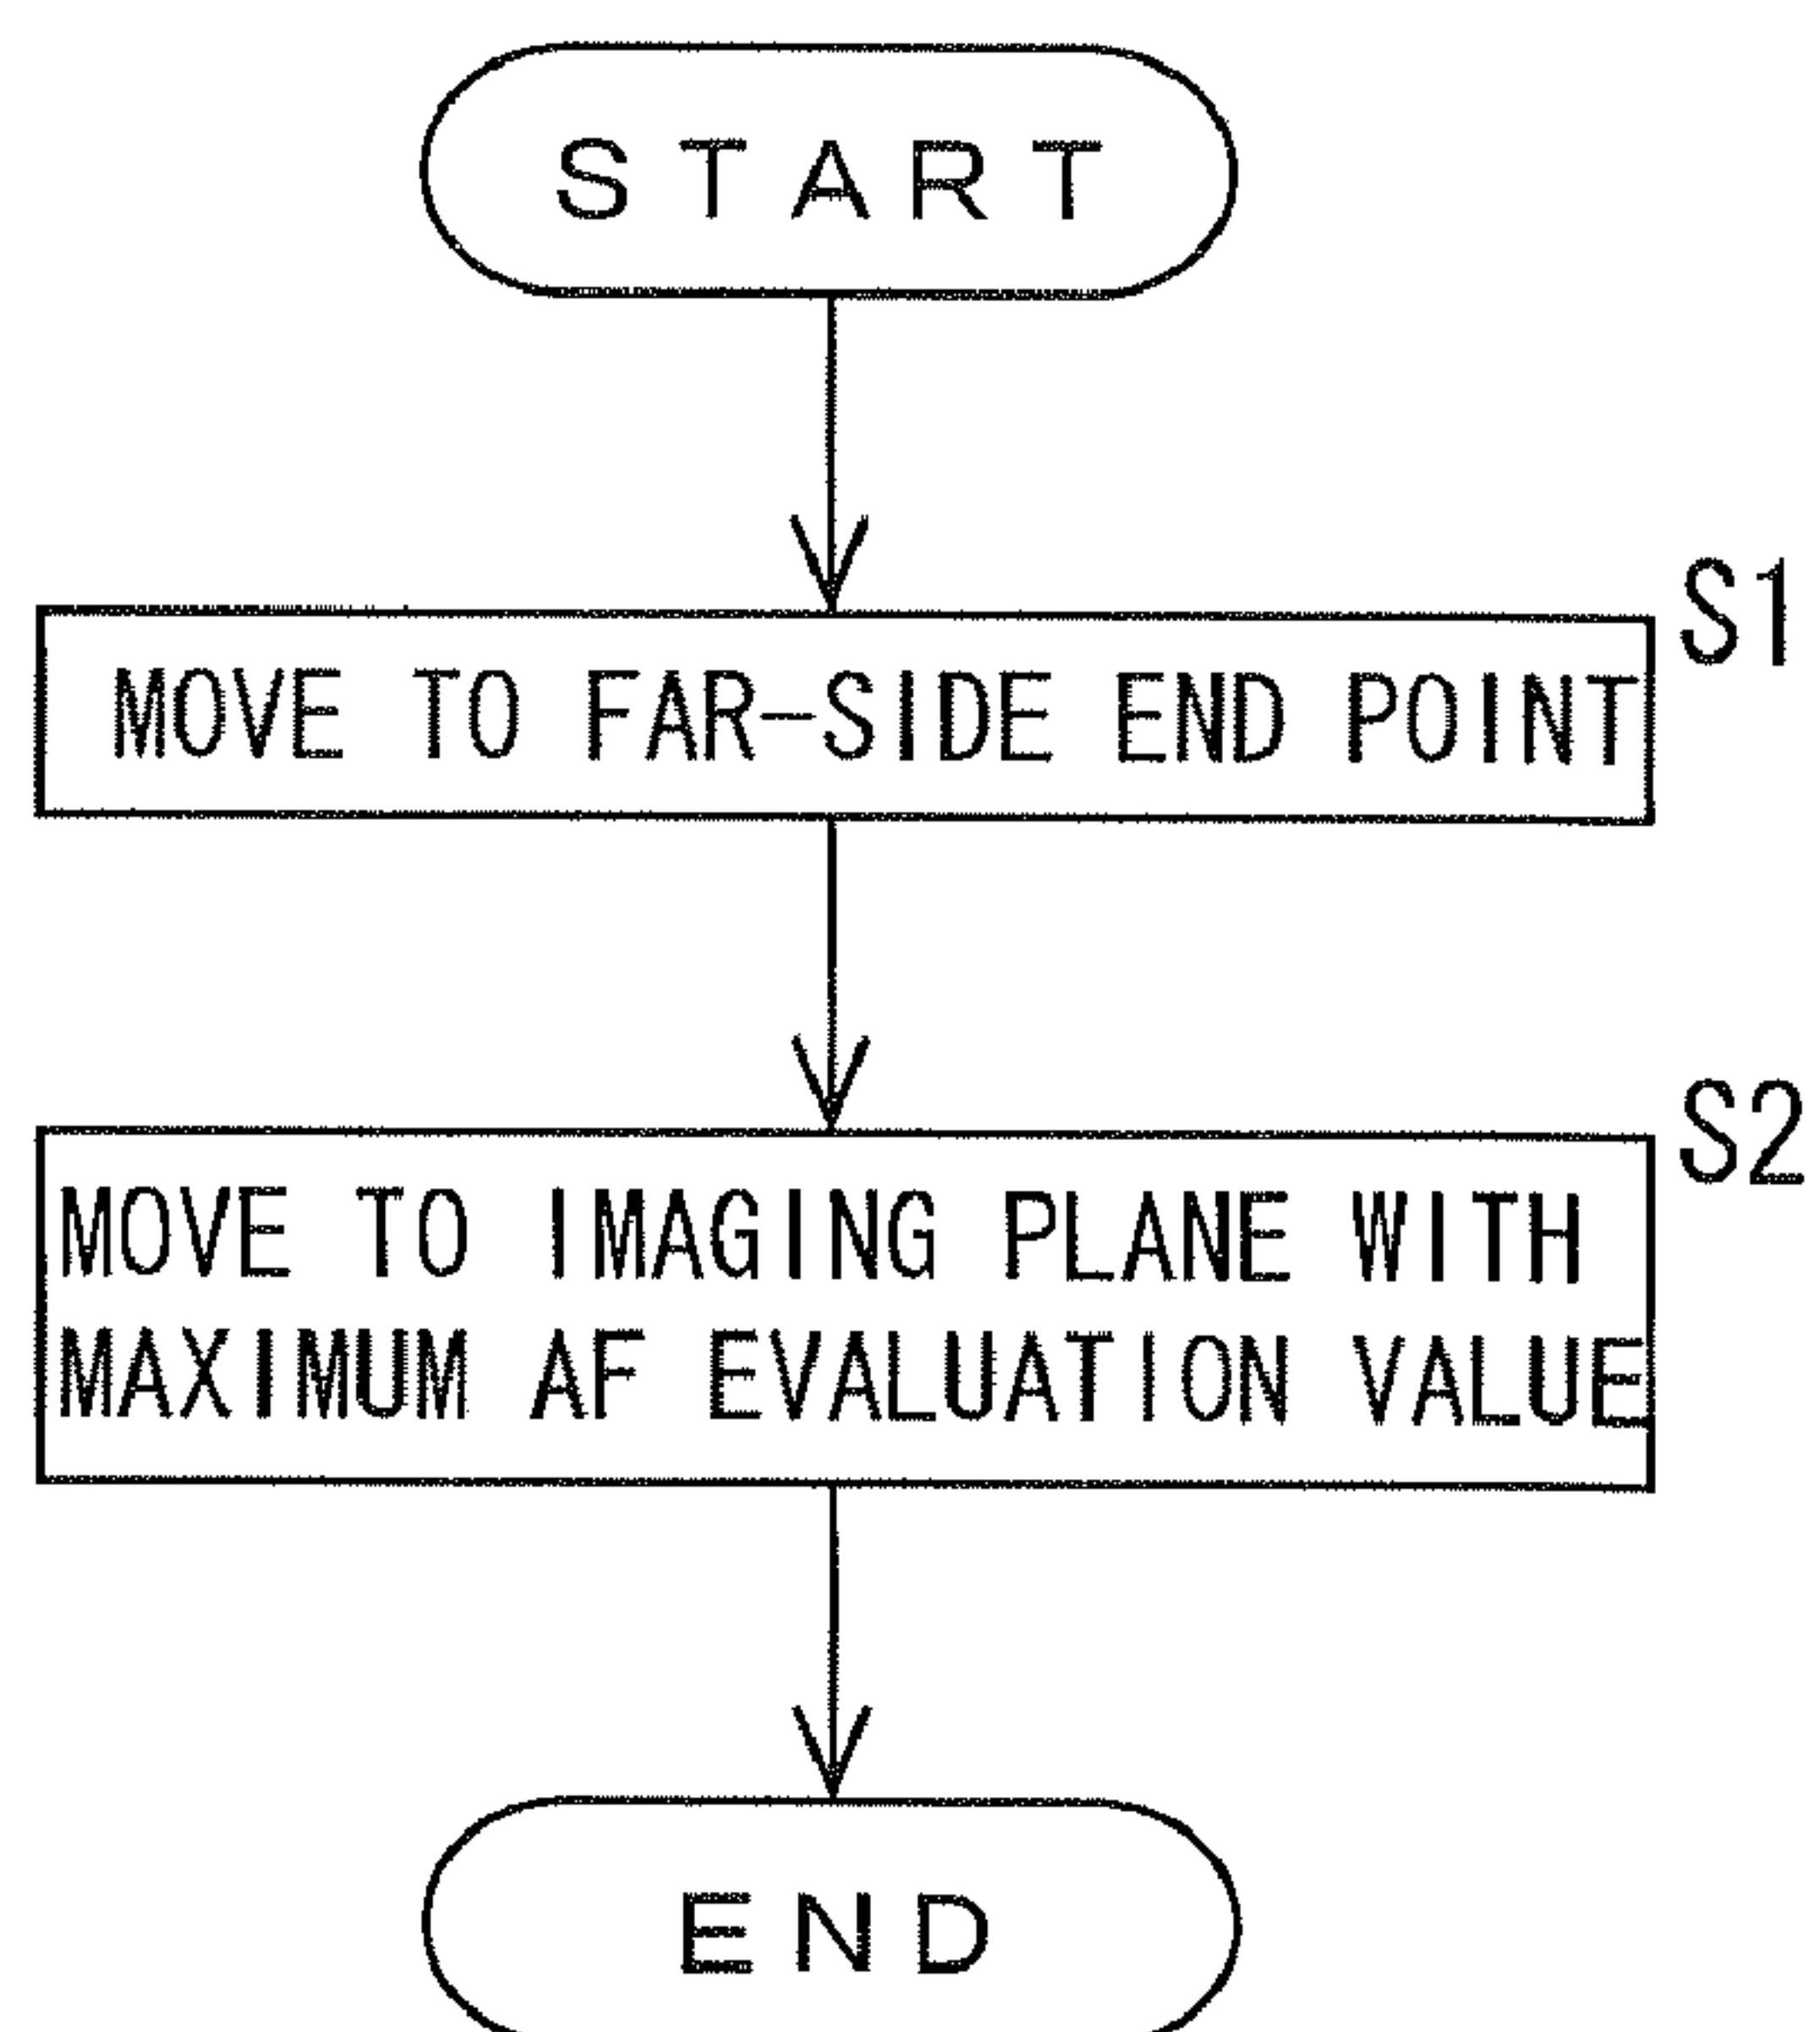 START
S1
MOVE TO FAR-SIDE END POINT
S2
MOVE TO IMAGING PLANE WITH
MAXIMUM AF EVALUATION VALUE
END